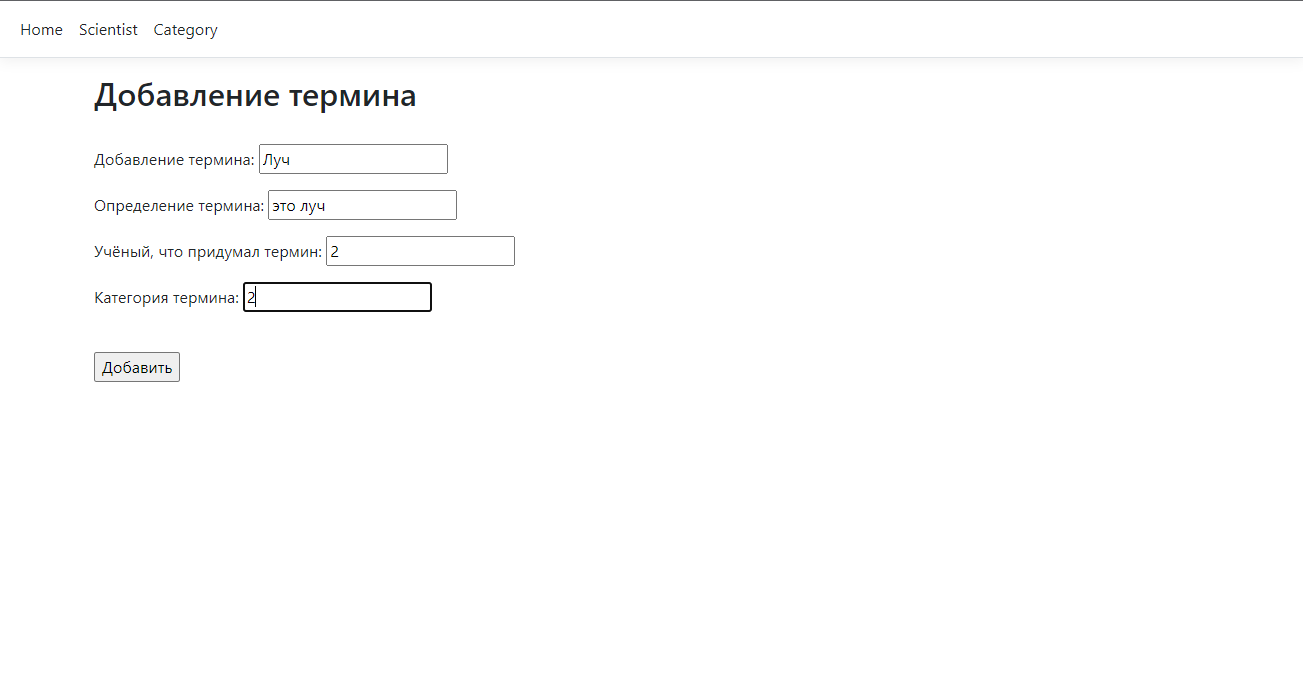 Home Scientist Category
Добавление термина
Добавление термина: Луч
Определение термина: это луч
Учёный, что придумал термин: 2
Категория термина: 2
Добавить